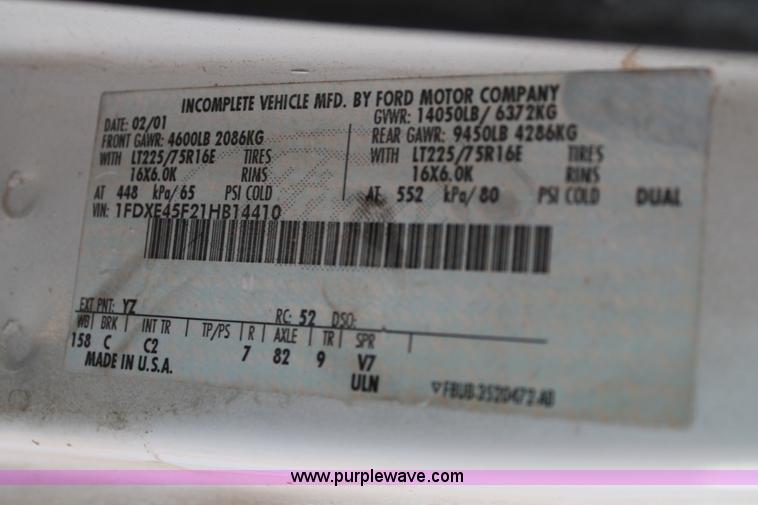 INCOMPLETE VEHICLE MFD. BY FORD MOTOR COMPANY
DATE: 02/01 GVWR: 14050LB/ 6372KG
FRONT GAWR: 4600LB 2086KG REAR GAWR: 9450LB 4286KG
WITH LT225/75R16E TIRES WITH LT225/75R16E TIRES
16X6.0K RIMS 16X6.0K RIMS
AT 448 kPa/65 PSI COLD AT 552 kPa/80 PSI COLD DUAL
VIN: 1FDXE45F21HB14410
EXT PNT: YZ RC: 52 DSO:
WB BRK INT TR TP/PS R AXLE TR SPR
158 C C2 7 82 9 V7
MADE IN U.S.A. ULN
▽F8UB-3520472-AB
www.purplewave.com